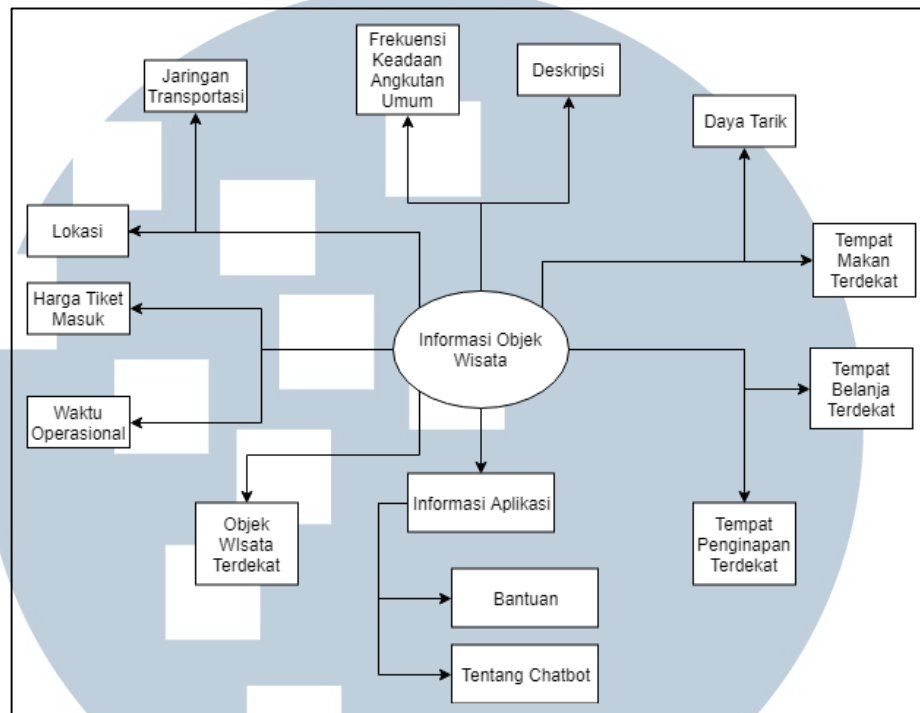 Frekuensi
Keadaan
Angkutan
Umum
Deskripsi
Jaringan
Transportasi
Daya Tarik
Lokasi
Tempat
Makan
Terdekat
Harga Tiket
Masuk
Informasi Objek
Wisata
Tempat
Belanja
Terdekat
Waktu
Operasional
Informasi Aplikasi
Objek
WIsata
Terdekat
Tempat
Penginapan
Terdekat
Bantuan
Tentang Chatbot